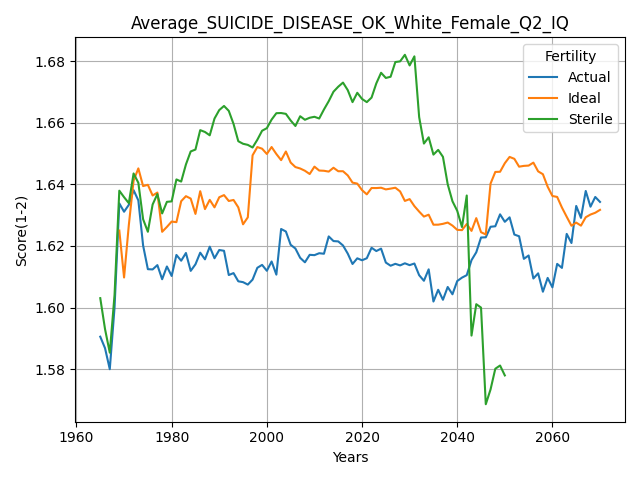 Average_SUICIDE_DISEASE_OK_White_Female_Q2_IQ
Fertility
Actual
Ideal
Sterile
Score(1-2)
1.68
1.66
1.64
1.62
1.60
1.58
1960
1980
2000
2020
2040
2060
Years